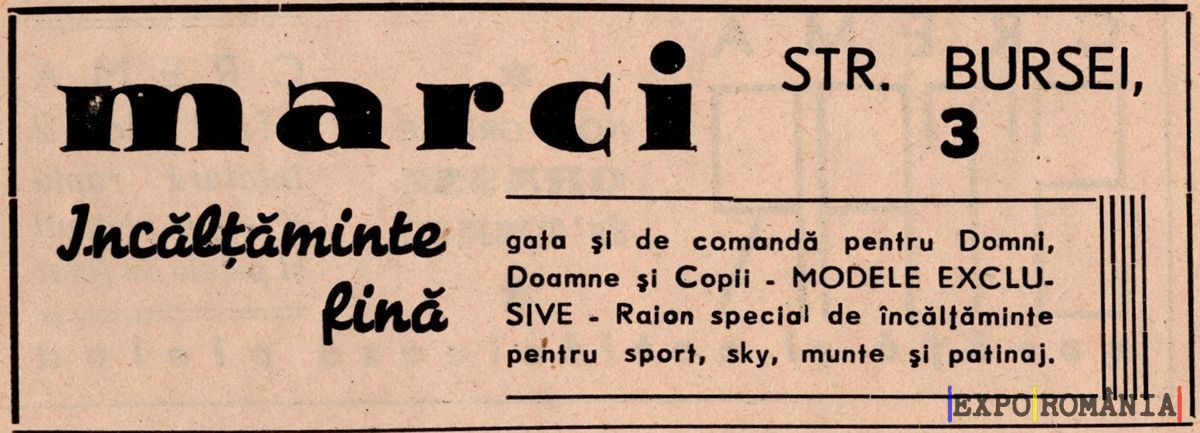 marci
STR. BURSEI,
3
Incălțăminte
fină
gata și de comandă pentru Domni,
Doamne și Copii - MODELE EXCLU-
SIVE - Raion special de încălțăminte
pentru sport, sky, munte și patinaj.
|EXPO|ROMÂNIA|